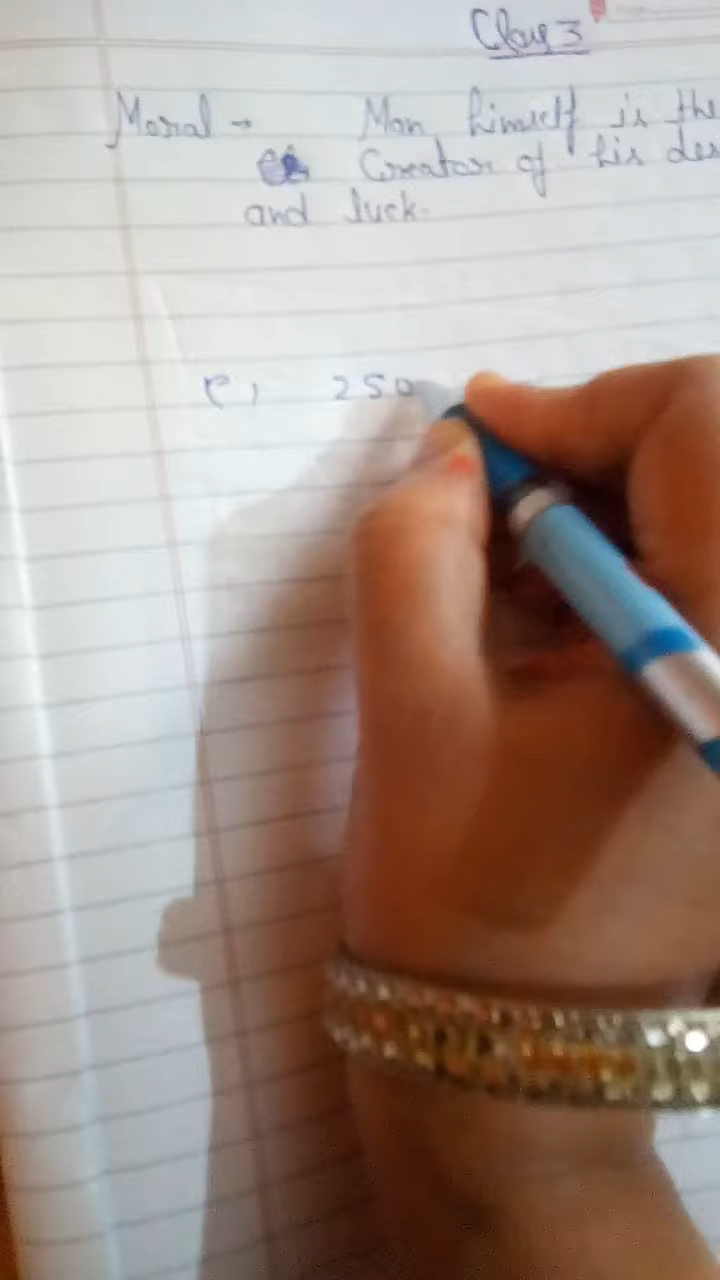 Class 3
Moral → Man himself is the
Creator of his des
and luck.
e, 250